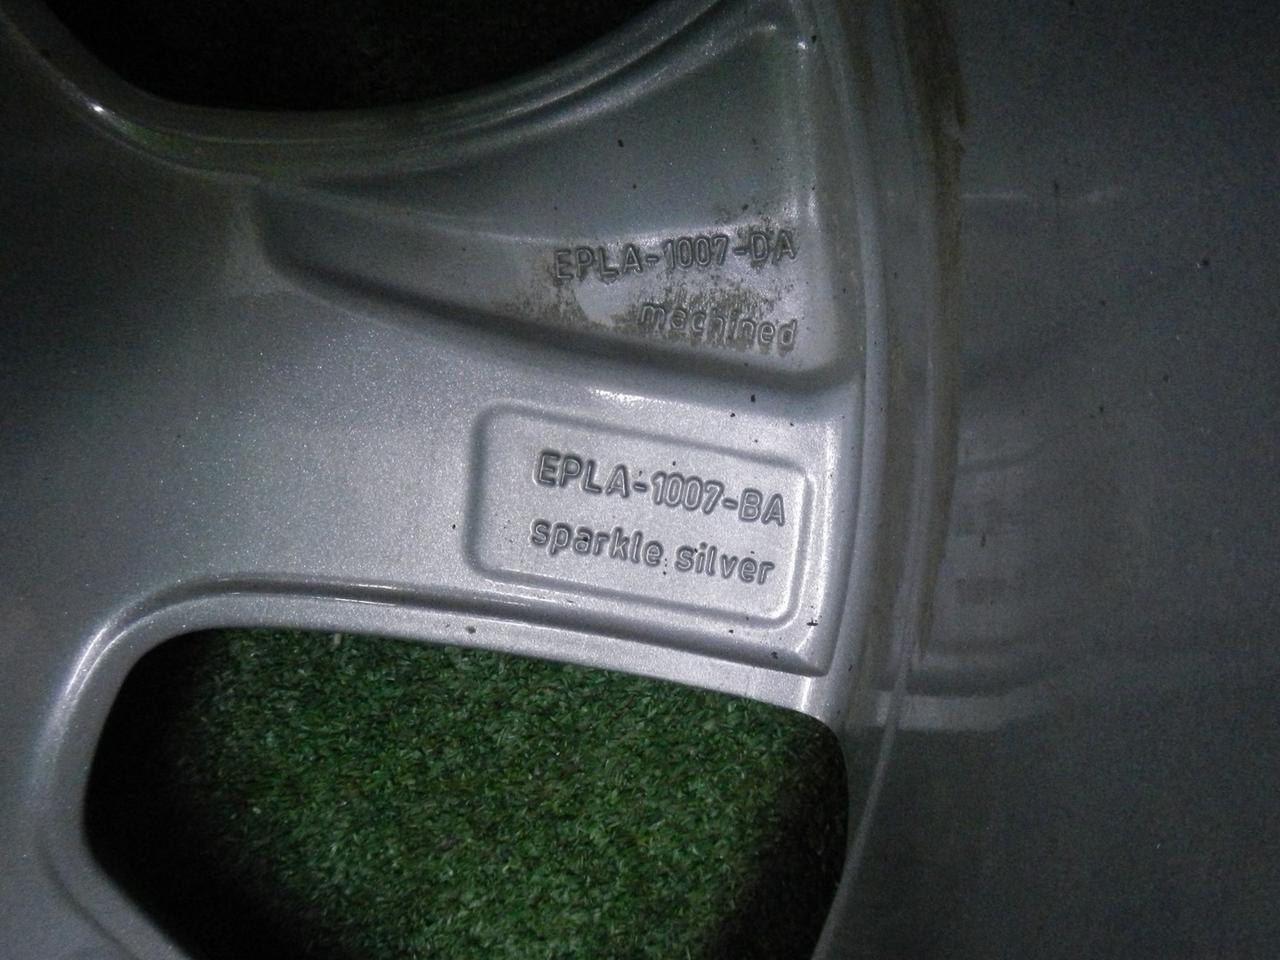 EPLA-1007-DA
machined
EPLA-1007-BA
sparkle silver